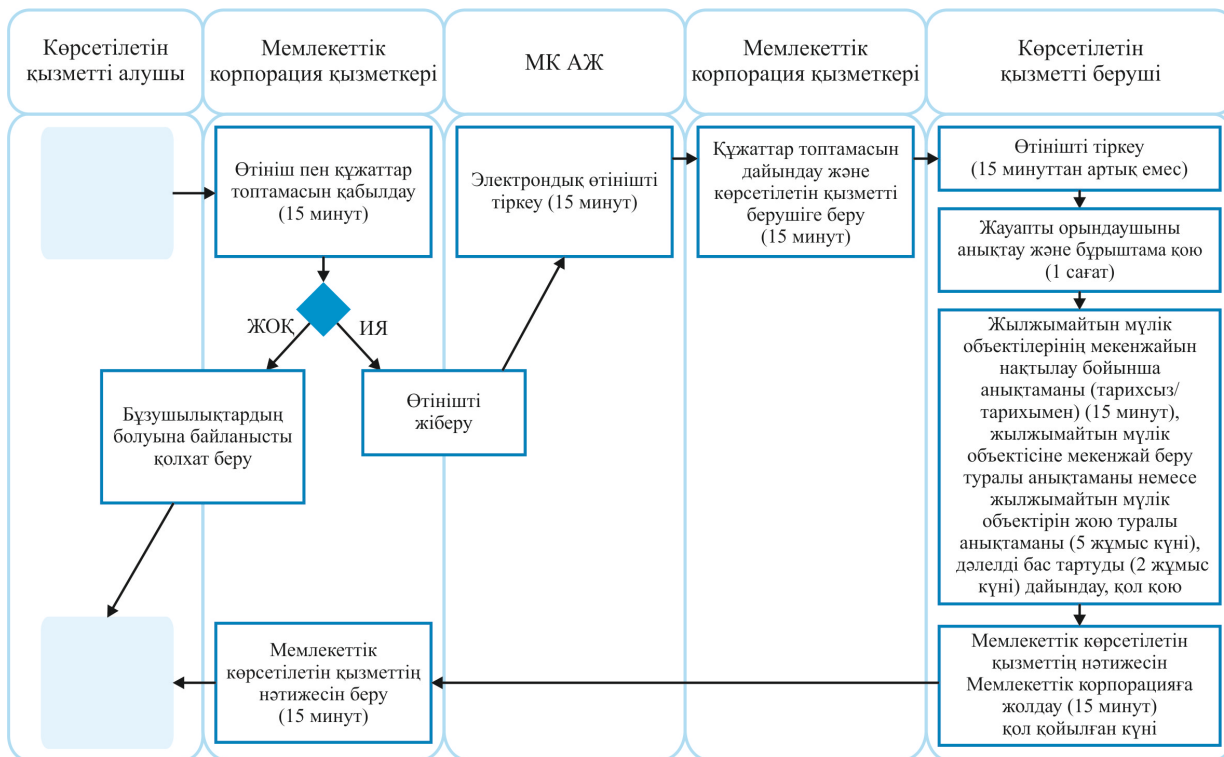 Көрсетілетін
қызметті алушы
Мемлекеттік
корпорация қызметкері
МК АЖ
Мемлекеттік
корпорация қызметкері
Көрсетілетін
қызметті беруші
Өтініш пен құжаттар
топтамасын қабылдау
(15 минут)
Электрондық өтінішті
тіркеу (15 минут)
Құжаттар топтамасын
дайындау және
көрсетілетін қызметті
берушіге беру
(15 минут)
Өтінішті тіркеу
(15 минуттан артық емес)
Жауапты орындаушыны
анықтау және бұрыштама қою
(1 сағат)
ЖОҚ
ИЯ
Бұзушылықтардың
болуына байланысты
қолхат беру
Өтінішті
жіберу
Жылжымайтын мүлік
объектілерінің мекенжайын
нақтылау бойынша
анықтаманы (тарихсыз/
тарихымен) (15 минут),
жылжымайтын мүлік
объектісіне мекенжай беру
туралы анықтаманы немесе
жылжымайтын мүлік
объектірін жою туралы
анықтаманы (5 жұмыс күні),
дәлелді бас тартуды (2 жұмыс
күні) дайындау, қол қою
Мемлекеттік
көрсетілетін қызметтің
нәтижесін беру
(15 минут)
Мемлекеттік көрсетілетін
қызметтің нәтижесін
Мемлекеттік корпорацияға
жолдау (15 минут)
қол қойылған күні